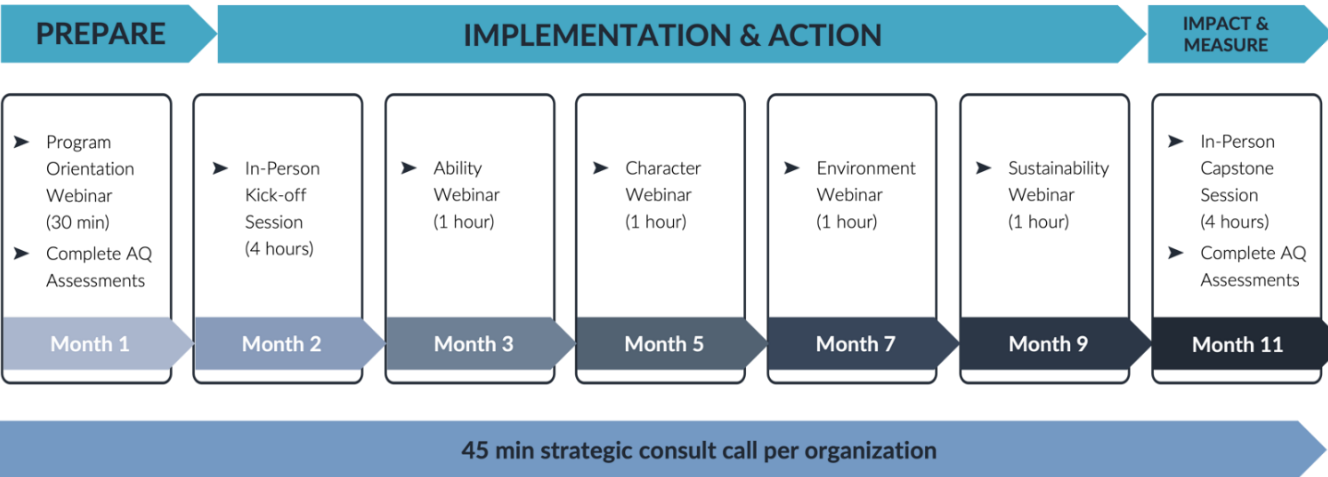 PREPARE
IMPLEMENTATION & ACTION
IMPACT &
MEASURE
➤ Program
Orientation
Webinar
(30 min)
➤ Complete AQ
Assessments
Month 1
➤ In-Person
Kick-off
Session
(4 hours)
Month 2
➤ Ability
Webinar
(1 hour)
Month 3
➤ Character
Webinar
(1 hour)
Month 5
➤ Environment
Webinar
(1 hour)
Month 7
➤ Sustainability
Webinar
(1 hour)
Month 9
➤ In-Person
Capstone
Session
(4 hours)
➤ Complete AQ
Assessments
Month 11
45 min strategic consult call per organization